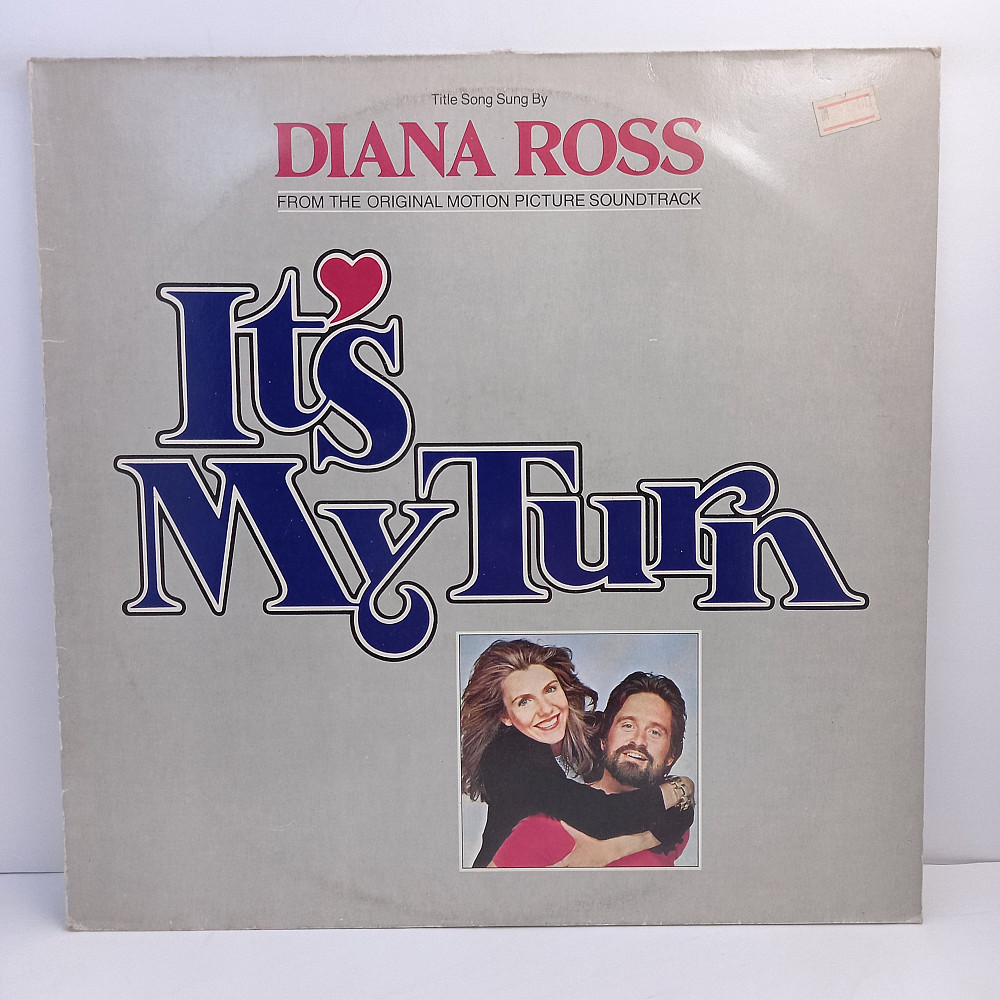 Title Song Sung By
DIANA ROSS
FROM THE ORIGINAL MOTION PICTURE SOUNDTRACK
It's
My Turn